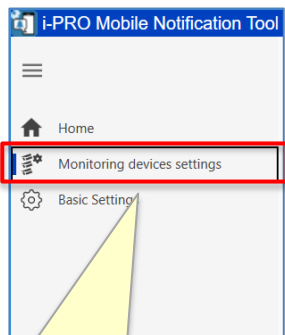 i-PRO Mobile Notification Tool
Home
Monitoring devices settings
Basic Setting